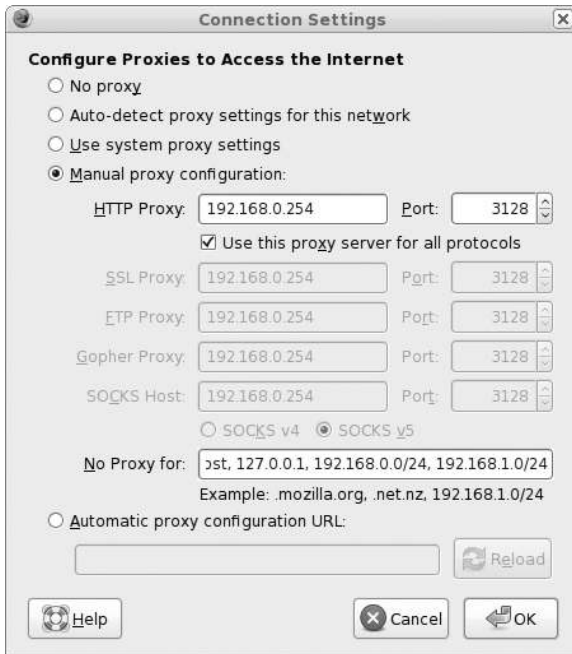 Connection Settings
Configure Proxies to Access the Internet
No proxy
Auto-detect proxy settings for this network
Use system proxy settings
Manual proxy configuration:
HTTP Proxy: 192.168.0.254 Port: 3128
Use this proxy server for all protocols
SSL Proxy: 192.168.0.254 Port: 3128
FTP Proxy: 192.168.0.254 Port: 3128
Gopher Proxy: 192.168.0.254 Port: 3128
SOCKS Host: 192.168.0.254 Port: 3128
SOCKS v4 SOCKS v5
No Proxy for: ost, 127.0.0.1, 192.168.0.0/24, 192.168.1.0/24
Example: .mozilla.org, .net.nz, 192.168.1.0/24
Automatic proxy configuration URL:
Reload
Help Cancel OK